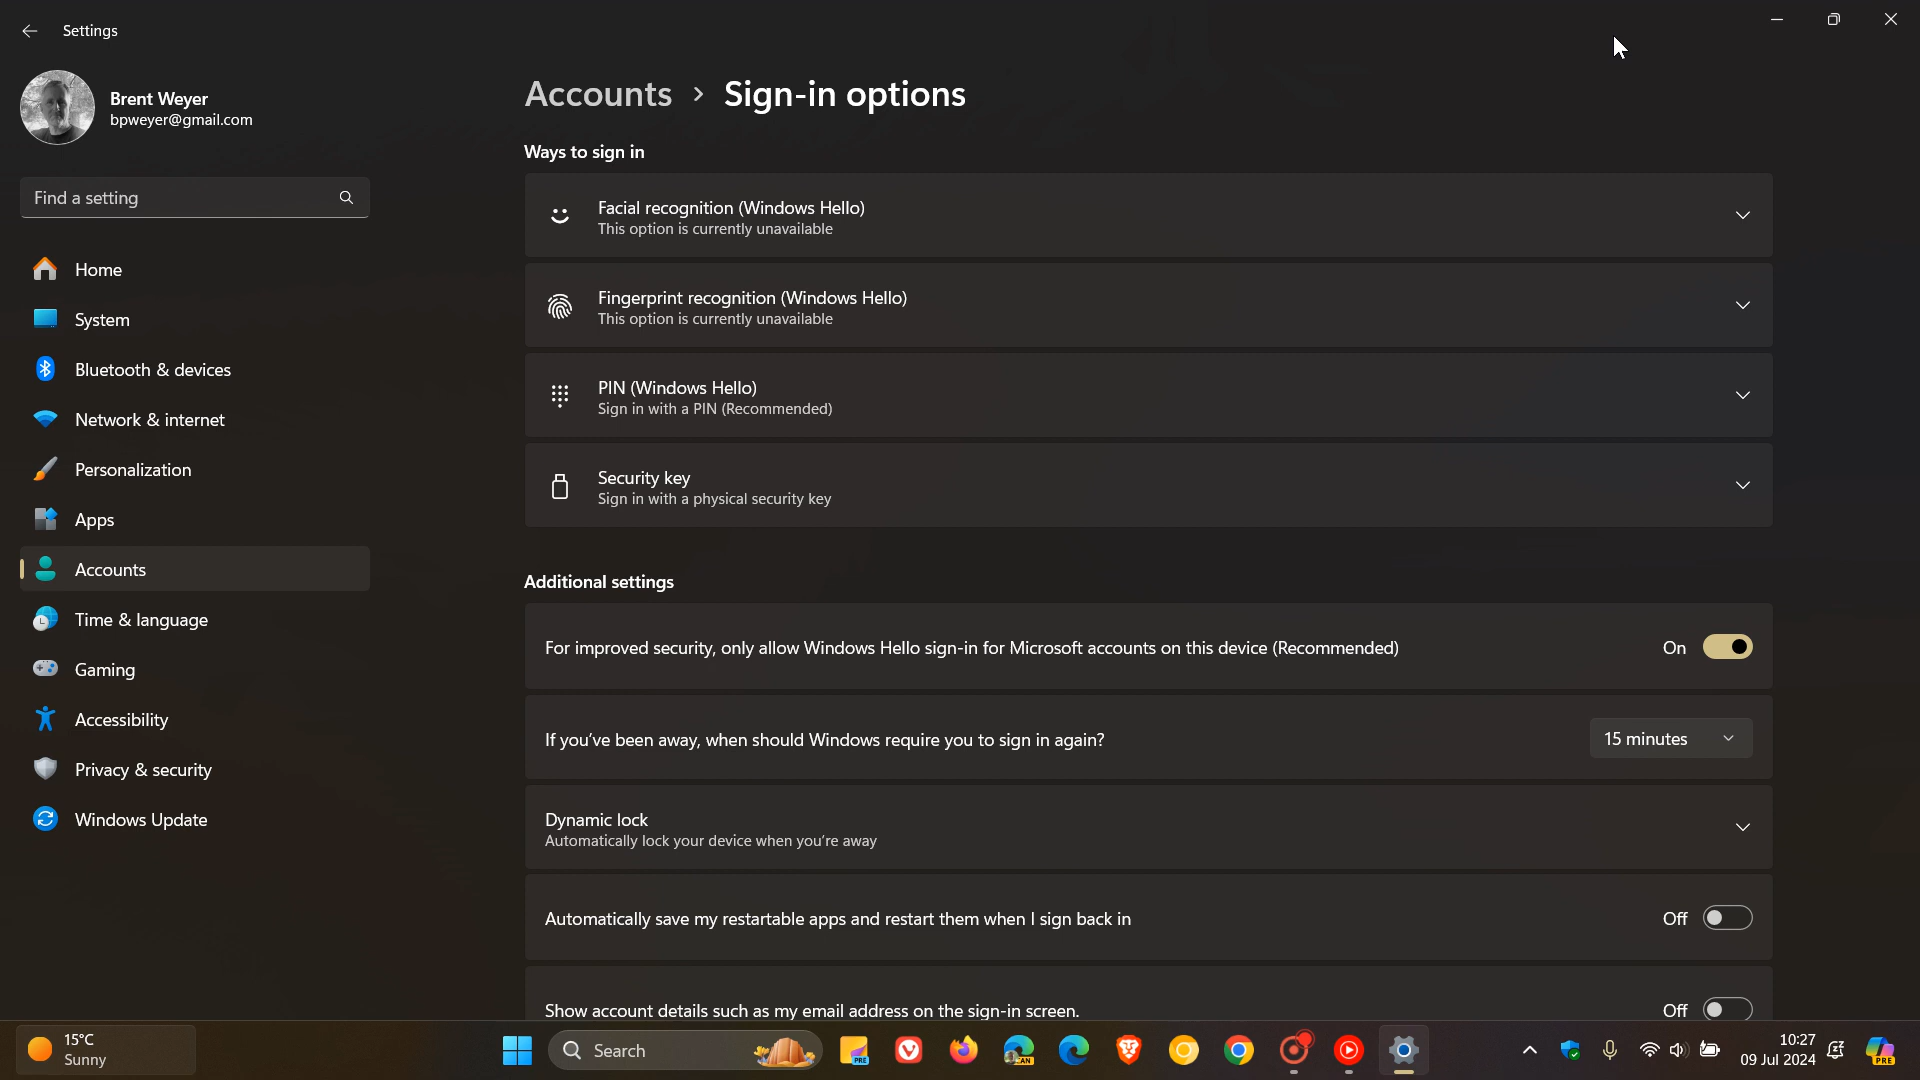 Settings
Brent Weyer
bpweyer@gmail.com
Find a setting
Home
System
Bluetooth & devices
Network & internet
Personalization
Apps
Accounts
Time & language
Gaming
Accessibility
Privacy & security
Windows Update
Accounts > Sign-in options
Ways to sign in
Facial recognition (Windows Hello)
This option is currently unavailable
Fingerprint recognition (Windows Hello)
This option is currently unavailable
PIN (Windows Hello)
Sign in with a PIN (Recommended)
Security key
Sign in with a physical security key
Additional settings
For improved security, only allow Windows Hello sign-in for Microsoft accounts on this device (Recommended) On
If you've been away, when should Windows require you to sign in again? 15 minutes
Dynamic lock
Automatically lock your device when you're away
Automatically save my restartable apps and restart them when I sign back in Off
Show account details such as my email address on the sign-in screen. Off
15°C
Sunny
Search
PRE
CAN
10:27
09 Jul 2024
PRE